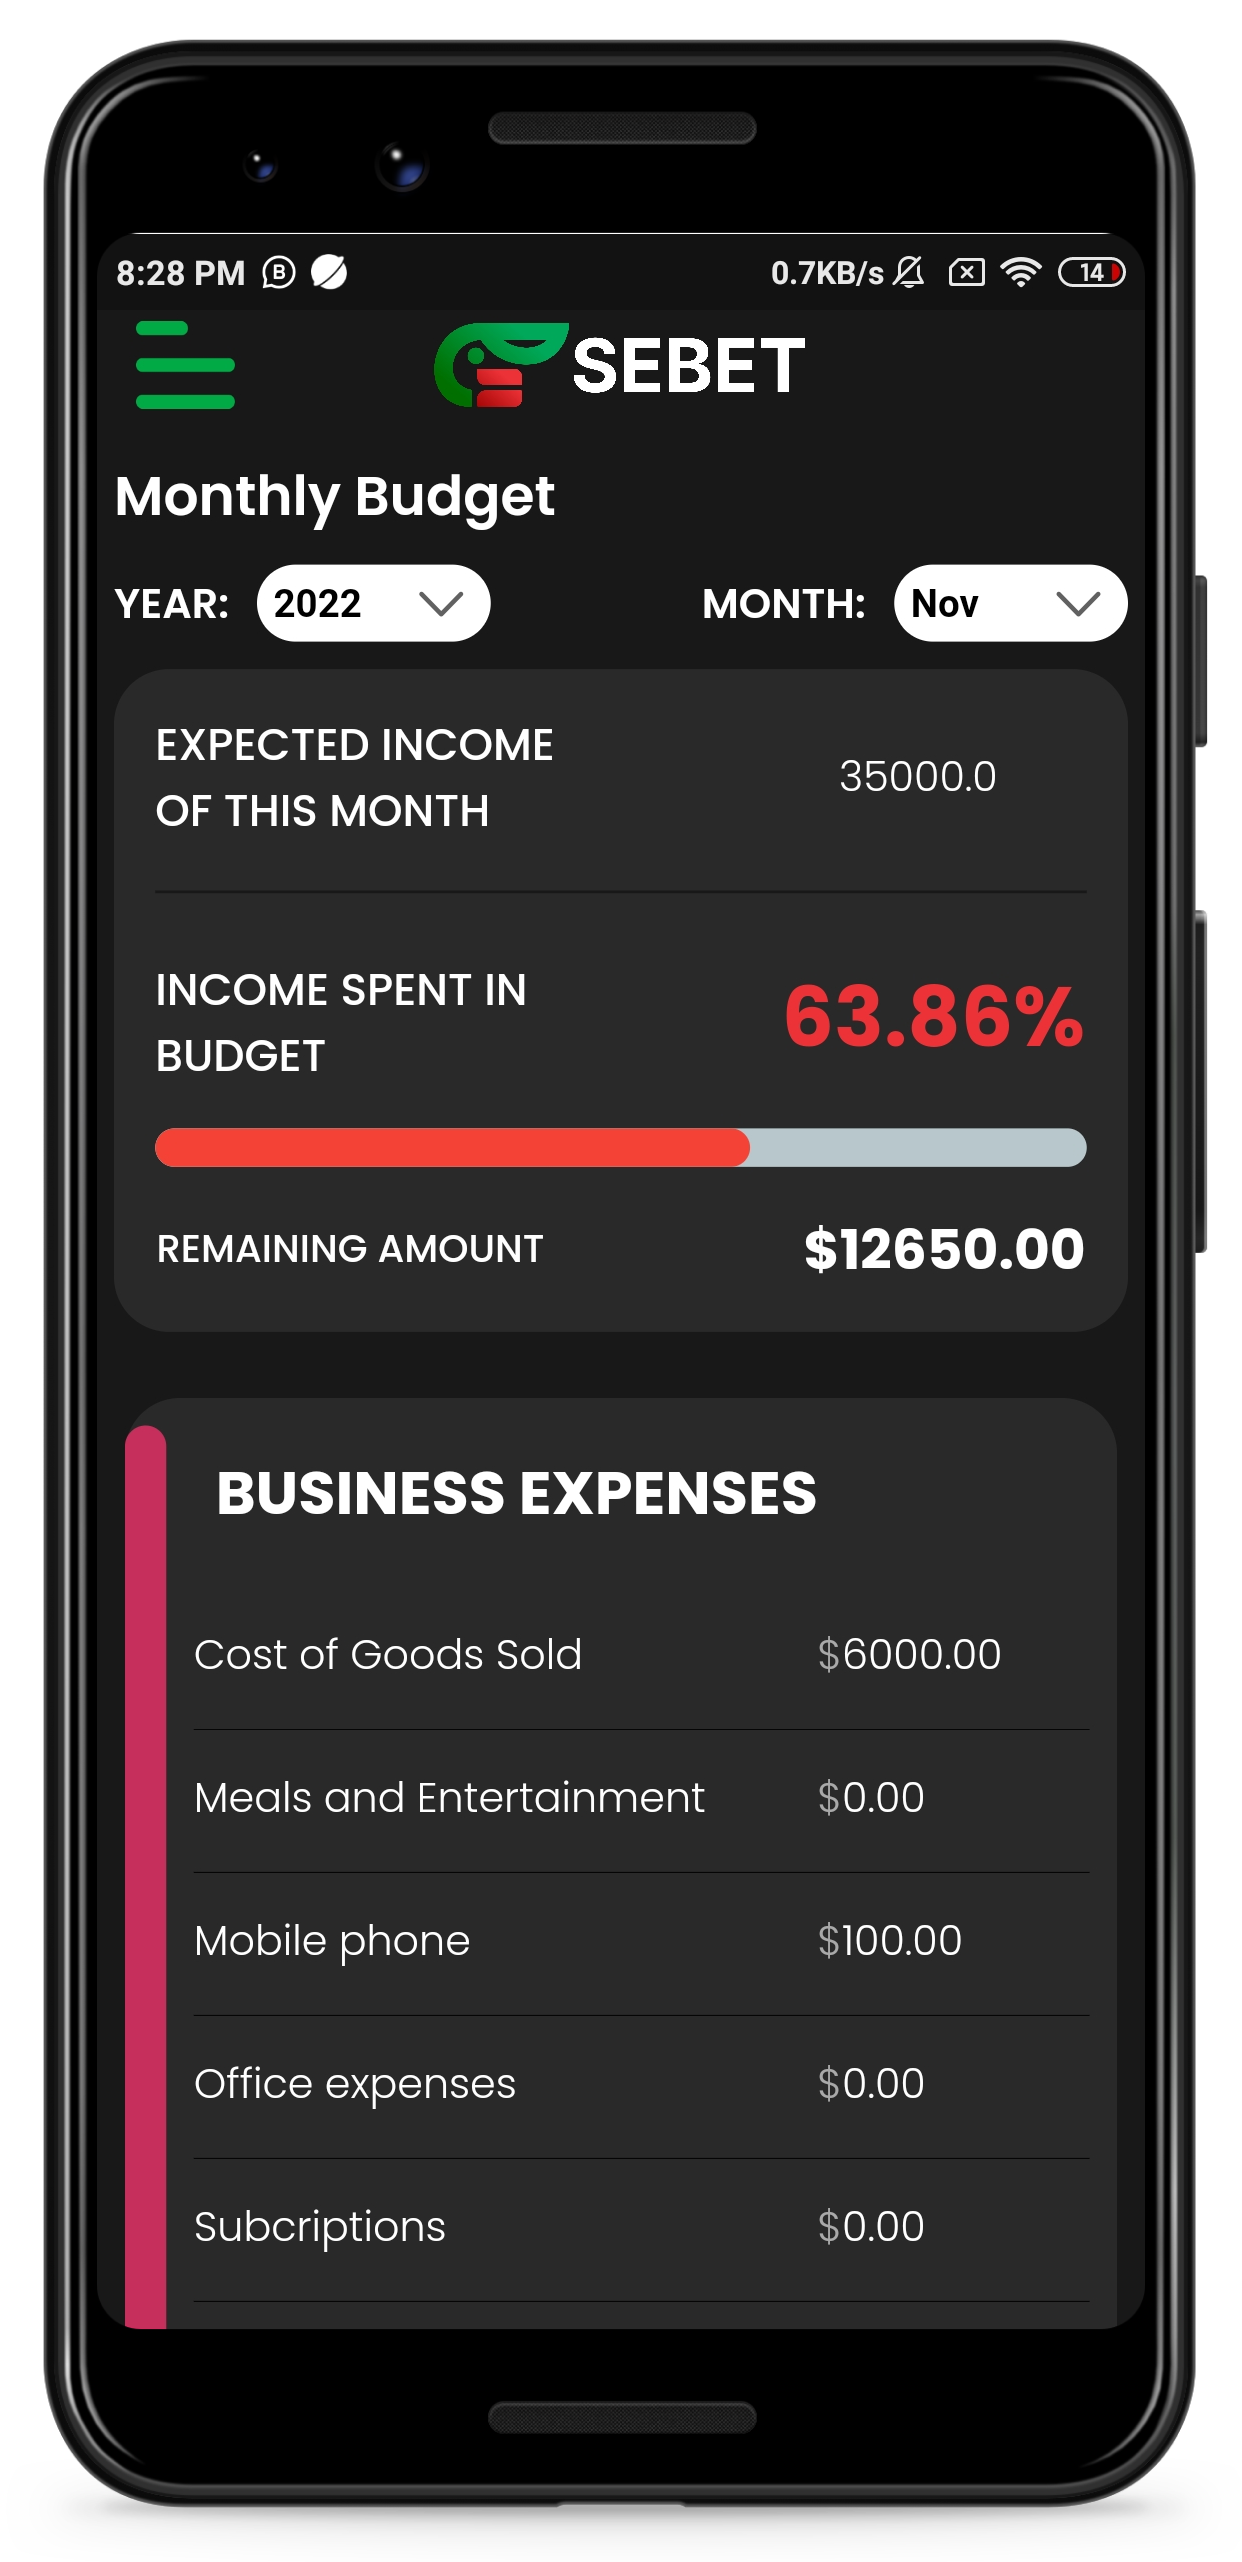 8:28 PM B 0.7KB/s 14
SEBET
Monthly Budget
YEAR: 2022 MONTH: Nov
EXPECTED INCOME
OF THIS MONTH
35000.0
INCOME SPENT IN
BUDGET
63.86%
REMAINING AMOUNT $12650.00
BUSINESS EXPENSES
Cost of Goods Sold $6000.00
Meals and Entertainment $0.00
Mobile phone $100.00
Office expenses $0.00
Subcriptions $0.00